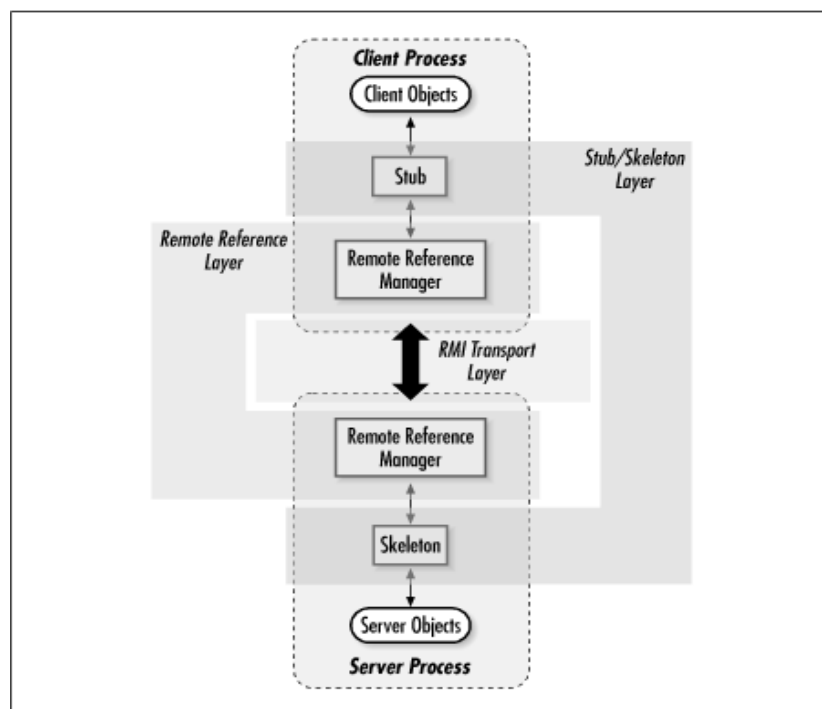 Client Process
Client Objects
Stub
Stub/Skeleton
Layer
Remote Reference
Layer
Remote Reference
Manager
RMI Transport
Layer
Remote Reference
Manager
Skeleton
Server Objects
Server Process